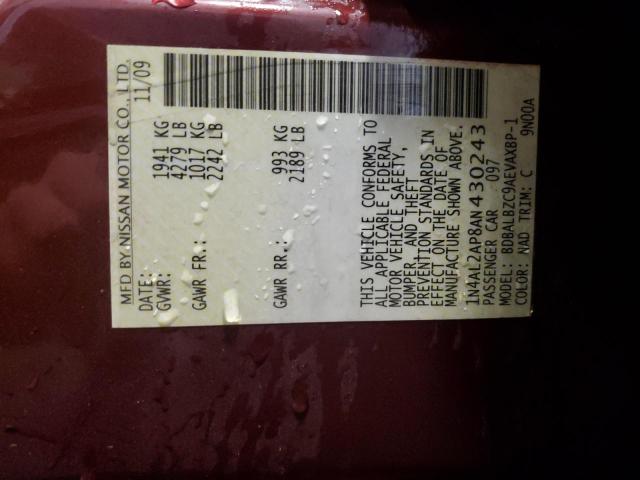 MFD BY NISSAN MOTOR CO., LTD.
DATE: 11/09
GVWR: 1941 KG
4279 LB
GAWR FR.: 1017 KG
2242 LB
GAWR RR.: 993 KG
2189 LB
THIS VEHICLE CONFORMS TO
ALL APPLICABLE FEDERAL
MOTOR VEHICLE SAFETY,
BUMPER, AND THEFT
PREVENTION STANDARDS IN
EFFECT ON THE DATE OF
MANUFACTURE SHOWN ABOVE.
1N4AL2AP8AN430243
PASSENGER CAR 097
MODEL: BDBALBZC9AEVAXBP-1
COLOR: NAD TRIM: C 9N00A